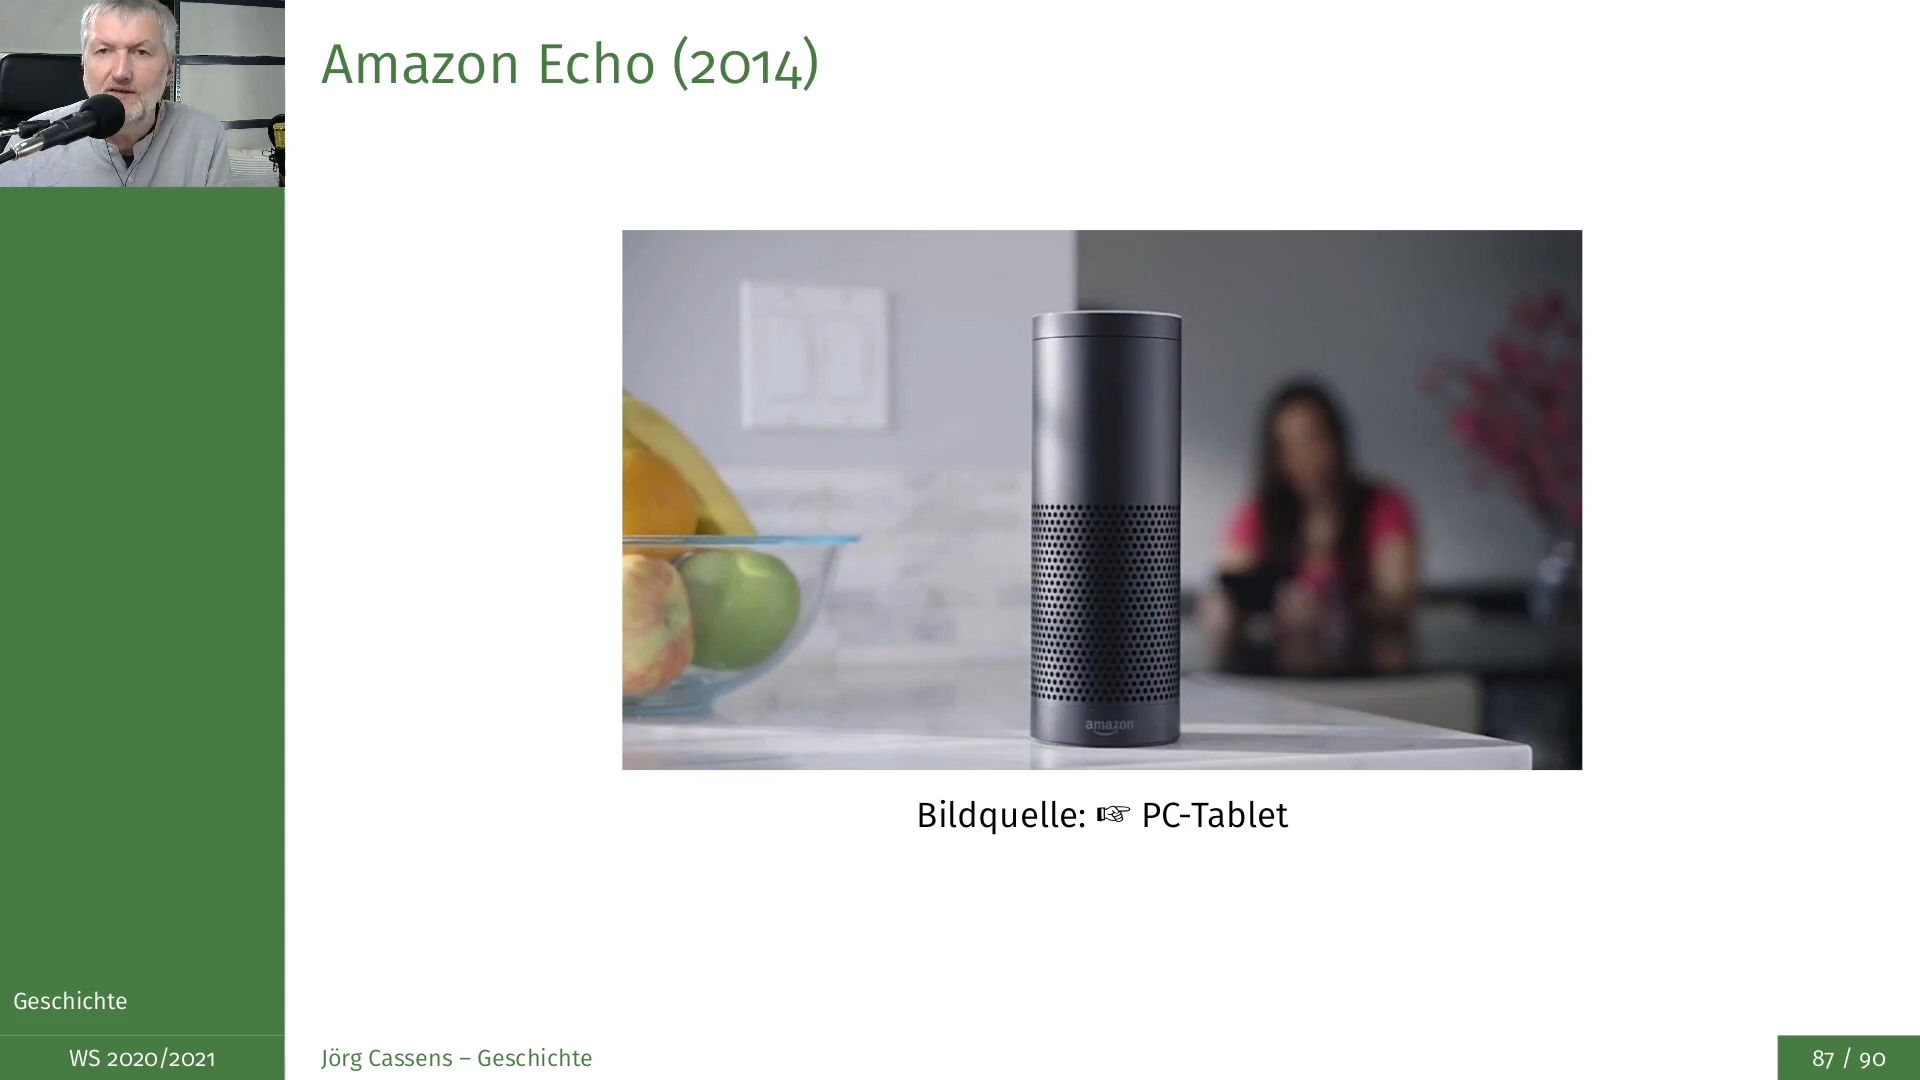 Amazon Echo (2014)
amazon
Bildquelle: ☞ PC-Tablet
Geschichte
WS 2020/2021
Jörg Cassens – Geschichte
87 / 90